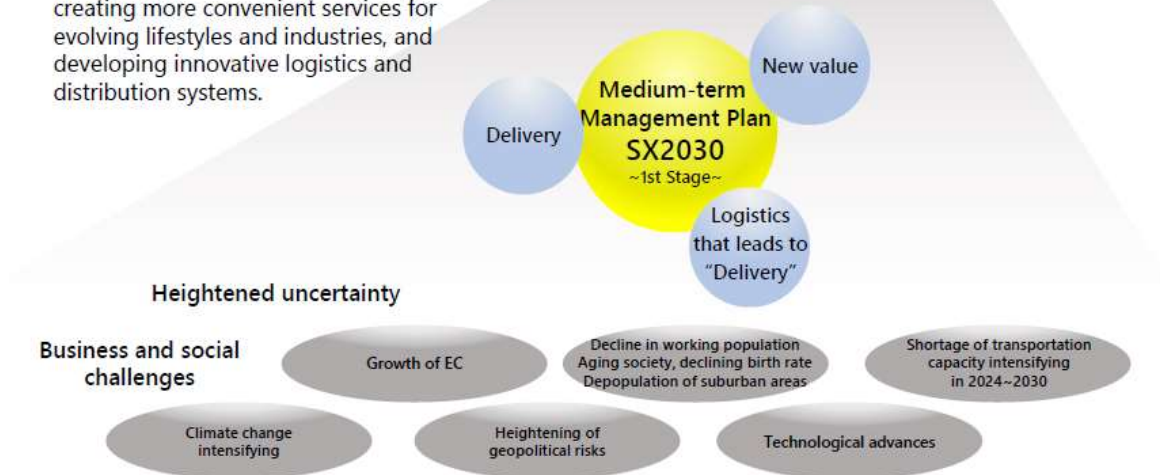 creating more convenient services for
evolving lifestyles and industries, and
developing innovative logistics and
distribution systems.
New value
Medium-term
Management Plan
SX2030
~1st Stage~
Delivery
Logistics
that leads to
“Delivery”
Heightened uncertainty
Business and social
challenges
Growth of EC
Decline in working population
Aging society, declining birth rate
Depopulation of suburban areas
Shortage of transportation
capacity intensifying
in 2024~2030
Climate change
intensifying
Heightening of
geopolitical risks
Technological advances